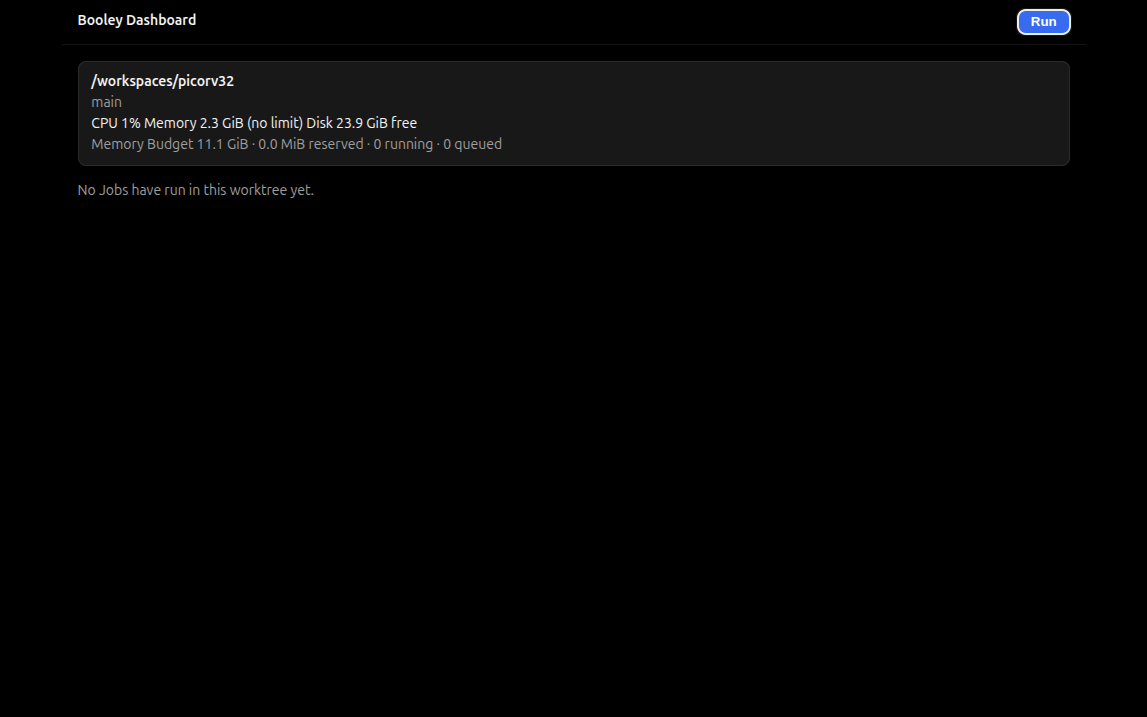 Booley Dashboard
Run
/workspaces/picorv32
main
CPU 1% Memory 2.3 GiB (no limit) Disk 23.9 GiB free
Memory Budget 11.1 GiB · 0.0 MiB reserved · 0 running · 0 queued
No Jobs have run in this worktree yet.